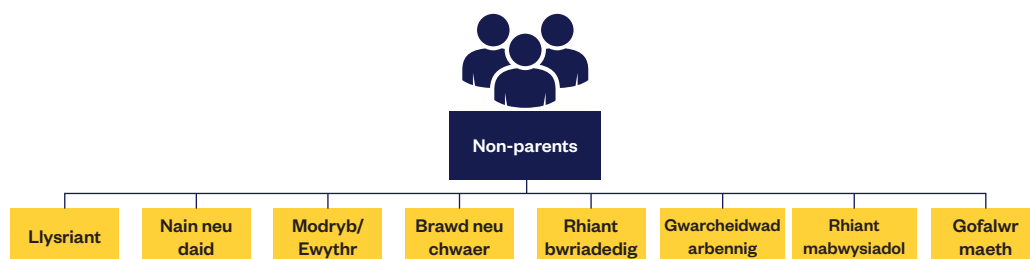 Non-parents
Llysriant
Nain neu
daid
Modryb/
Ewythr
Brawd neu
chwaer
Rhiant
bwriadedig
Gwarcheidwad
arbennig
Rhiant
mabwysiadol
Gofalwr
maeth